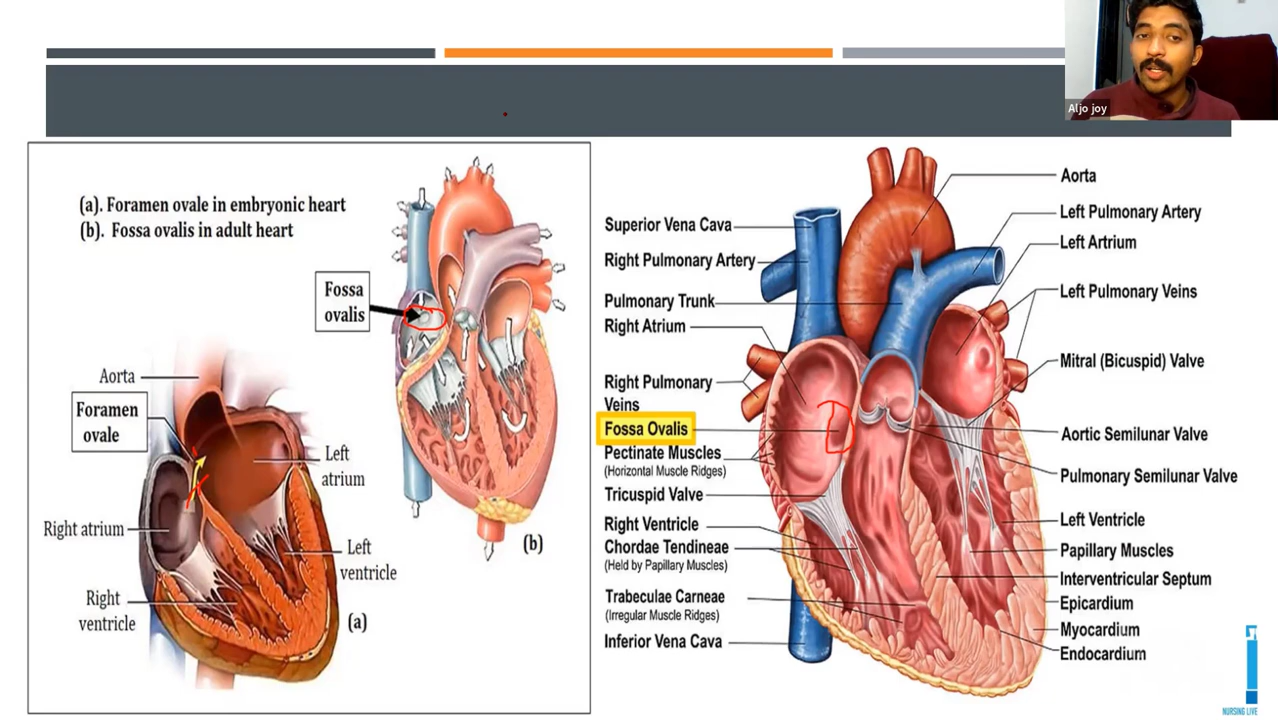 Aljo joy
(a). Foramen ovale in embryonic heart
(b). Fossa ovalis in adult heart
Fossa
ovalis
Aorta
Foramen
ovale
Left
atrium
Right atrium
Left
ventricle
Right
ventricle
(a)
(b)
Superior Vena Cava
Right Pulmonary Artery
Pulmonary Trunk
Right Atrium
Right Pulmonary
Veins
Fossa Ovalis
Pectinate Muscles
(Horizontal Muscle Ridges)
Tricuspid Valve
Right Ventricle
Chordae Tendineae
(Held by Papillary Muscles)
Trabeculae Carneae
(Irregular Muscle Ridges)
Inferior Vena Cava
Aorta
Left Pulmonary Artery
Left Artrium
Left Pulmonary Veins
Mitral (Bicuspid) Valve
Aortic Semilunar Valve
Pulmonary Semilunar Valve
Left Ventricle
Papillary Muscles
Interventricular Septum
Epicardium
Myocardium
Endocardium
NURSING LIVE